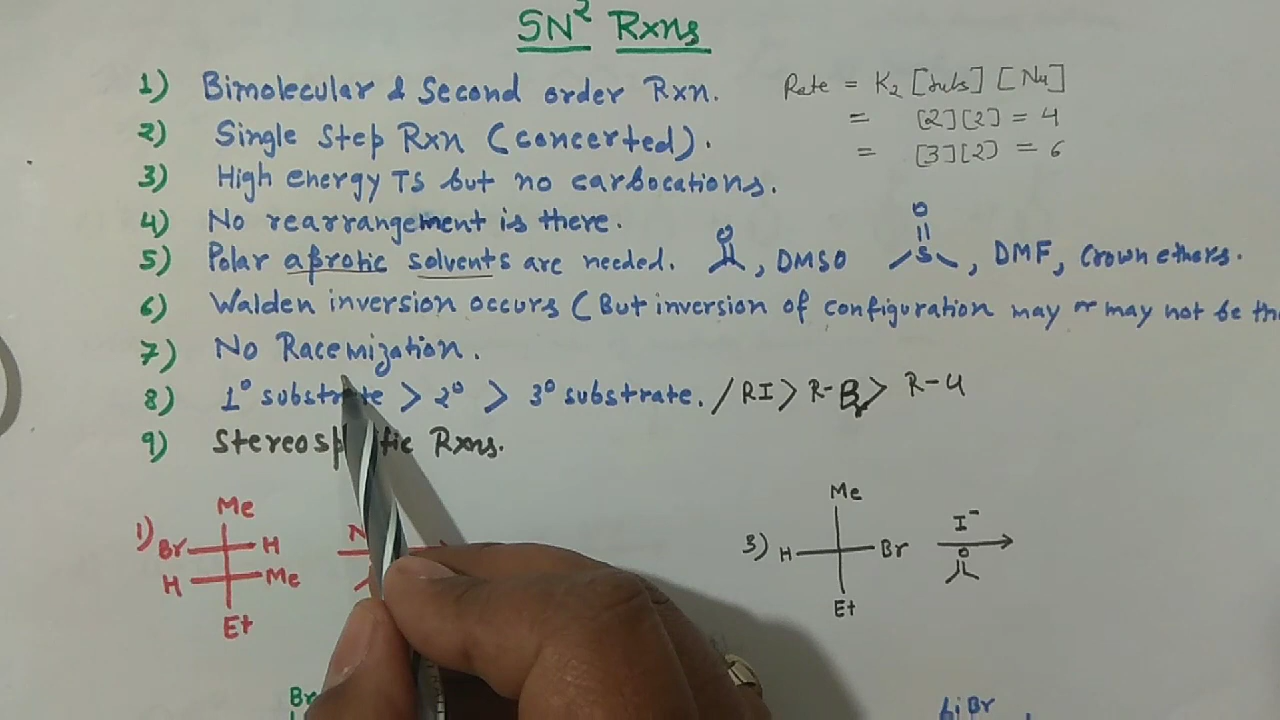 SN² Rxns
1) Bimolecular & Second order Rxn. Rate = K₂ [subs] [Nu]
= [2][2] = 4
2) Single Step Rxn (concerted).
= [3][2] = 6
3) High energy TS but no carbocations.
4) No rearrangement is there.
O
O
5) Polar aprotic solvents are needed. , DMSO S , DMF, Crown ethers.
6) Walden inversion occurs (But inversion of configuration may or may not be
7) No Racemization.
8) 1° substrate > 2° > 3° substrate. / RI > R-Br > R-Cl
9) Rxns.
Me
Me
1) Br H
3) H Br I⁻
O
H Me
Et
Et
Br
Br